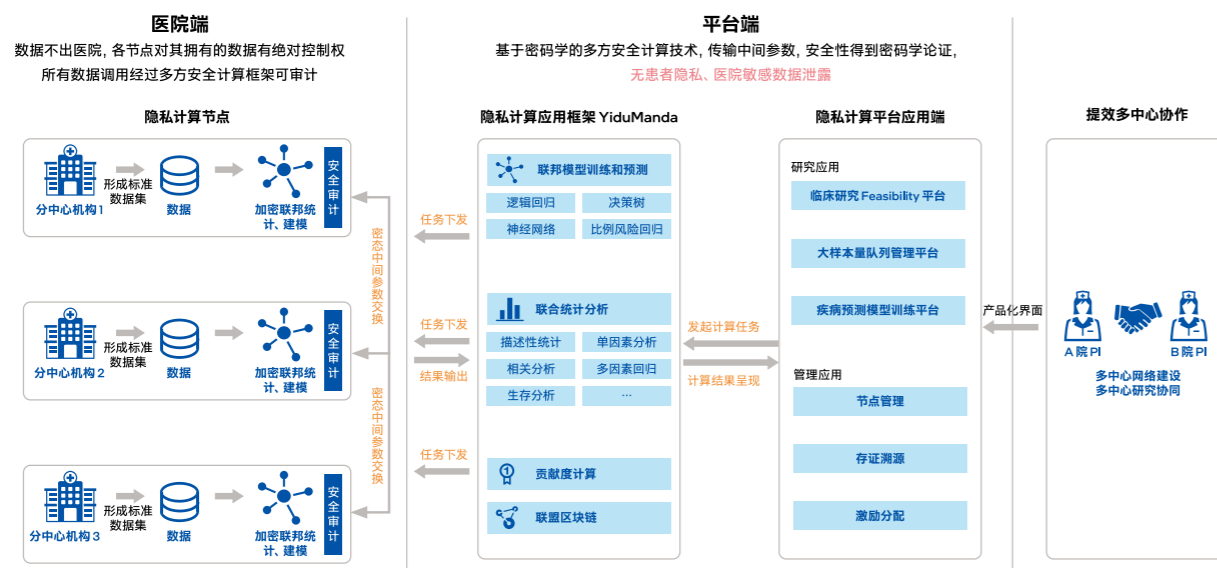 医院端
数据不出医院, 各节点对其拥有的数据有绝对控制权
所有数据调用经过多方安全计算框架可审计
隐私计算节点
分中心机构1
形成标准
数据集
数据
加密联邦统
计、建模
安全审计
分中心机构2
形成标准
数据集
数据
加密联邦统
计、建模
安全审计
分中心机构3
形成标准
数据集
数据
加密联邦统
计、建模
安全审计
密态中间参数交换
密态中间参数交换
平台端
基于密码学的多方安全计算技术, 传输中间参数, 安全性得到密码学论证,
无患者隐私、医院敏感数据泄露
任务下发
任务下发
结果输出
任务下发
隐私计算应用框架 YiduManda
联邦模型训练和预测
逻辑回归
决策树
神经网络
比例风险回归
联合统计分析
描述性统计
单因素分析
相关分析
多因素回归
生存分析
…
1
贡献度计算
联盟区块链
发起计算任务
计算结果呈现
隐私计算平台应用端
研究应用
临床研究 Feasibility 平台
大样本量队列管理平台
疾病预测模型训练平台
管理应用
节点管理
存证溯源
激励分配
产品化界面
提效多中心协作
A院PI
B院PI
多中心网络建设
多中心研究协同